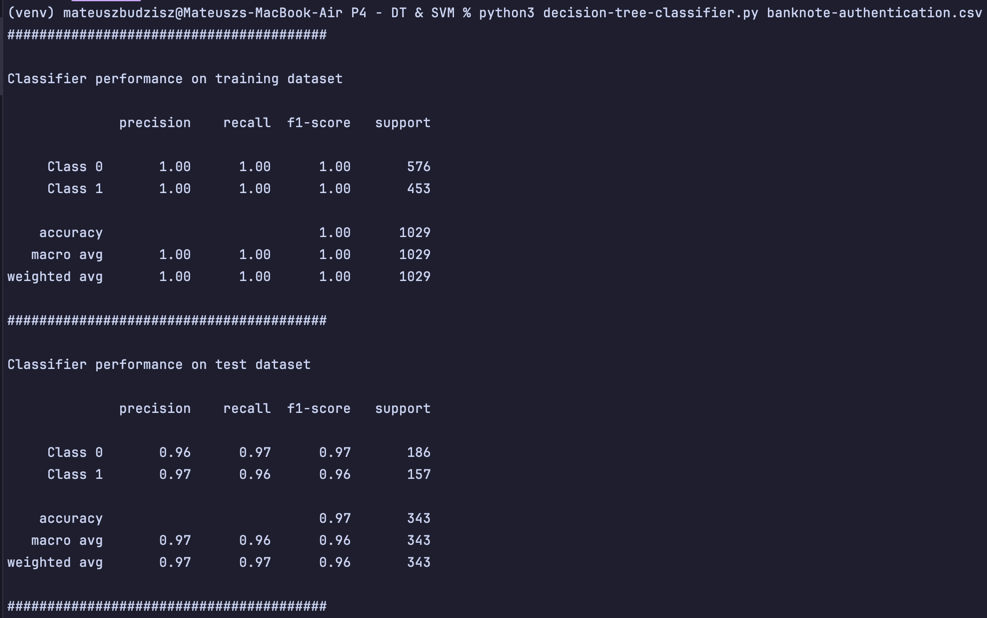 (venv) mateuszbudzisz@Mateuszs-MacBook-Air P4 - DT & SVM % python3 decision-tree-classifier.py banknote-authentication.csv
########################################
Classifier performance on training dataset
precision recall f1-score support
Class 0 1.00 1.00 1.00 576
Class 1 1.00 1.00 1.00 453
accuracy 1.00 1029
macro avg 1.00 1.00 1.00 1029
weighted avg 1.00 1.00 1.00 1029
########################################
Classifier performance on test dataset
precision recall f1-score support
Class 0 0.96 0.97 0.97 186
Class 1 0.97 0.96 0.96 157
accuracy 0.97 343
macro avg 0.97 0.96 0.96 343
weighted avg 0.97 0.97 0.96 343
########################################